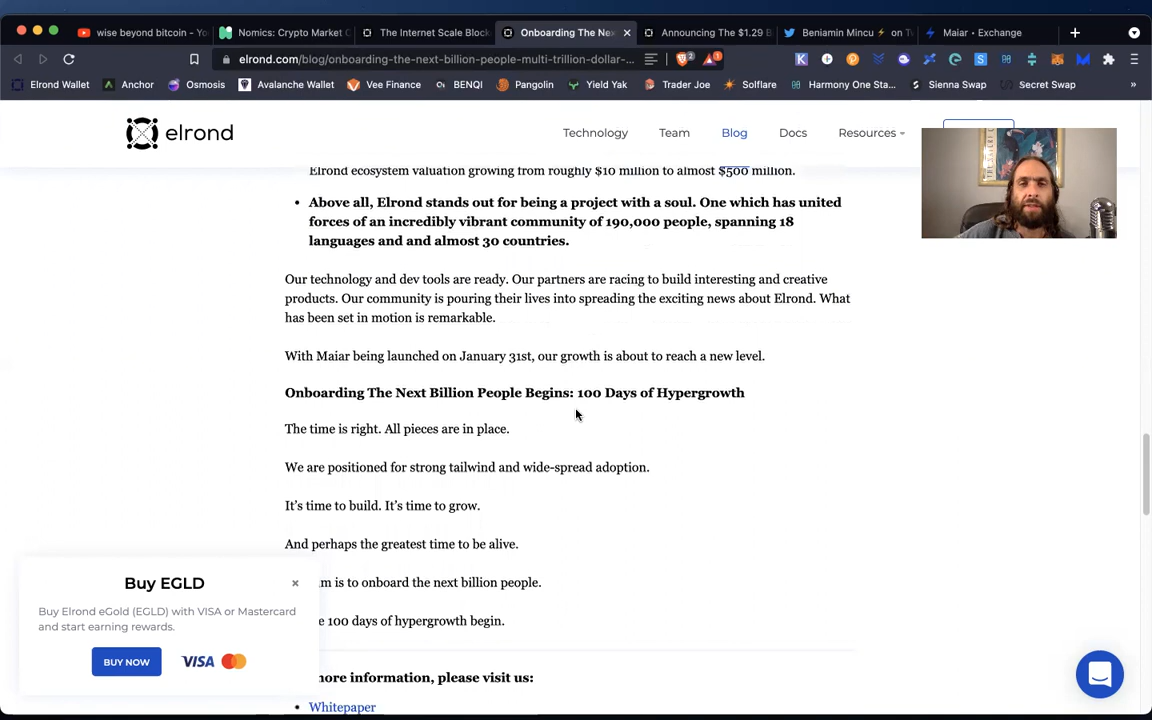 wise beyond bitcoin - Yo
Nomics: Crypto Market C
The Internet Scale Block
Onboarding The Ne
Announcing The $1.29 B
Beniamin Mincu ⚡ on T
Maiar • Exchange
elrond.com/blog/onboarding-the-next-billion-people-multi-trillion-dollar-...
2
1
Elrond Wallet
Anchor
Osmosis
Avalanche Wallet
Vee Finance
BENQI
Pangolin
Yield Yak
Trader Joe
Solflare
Harmony One Sta...
Sienna Swap
Secret Swap
»
elrond
Technology
Team
Blog
Docs
Resources
Elrond ecosystem valuation growing from roughly $10 million to almost $500 million.
• Above all, Elrond stands out for being a project with a soul. One which has united
forces of an incredibly vibrant community of 190,000 people, spanning 18
languages and and almost 30 countries.
Our technology and dev tools are ready. Our partners are racing to build interesting and creative
products. Our community is pouring their lives into spreading the exciting news about Elrond. What
has been set in motion is remarkable.
With Maiar being launched on January 31st, our growth is about to reach a new level.
Onboarding The Next Billion People Begins: 100 Days of Hypergrowth
The time is right. All pieces are in place.
We are positioned for strong tailwind and wide-spread adoption.
It's time to build. It's time to grow.
And perhaps the greatest time to be alive.
m is to onboard the next billion people.
e 100 days of hypergrowth begin.
more information, please visit us:
• Whitepaper
Buy EGLD
×
Buy Elrond eGold (EGLD) with VISA or Mastercard
and start earning rewards.
BUY NOW
VISA